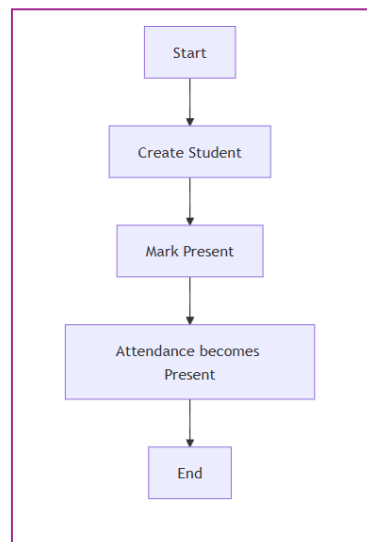 Start
Create Student
Mark Present
Attendance becomes
Present
End